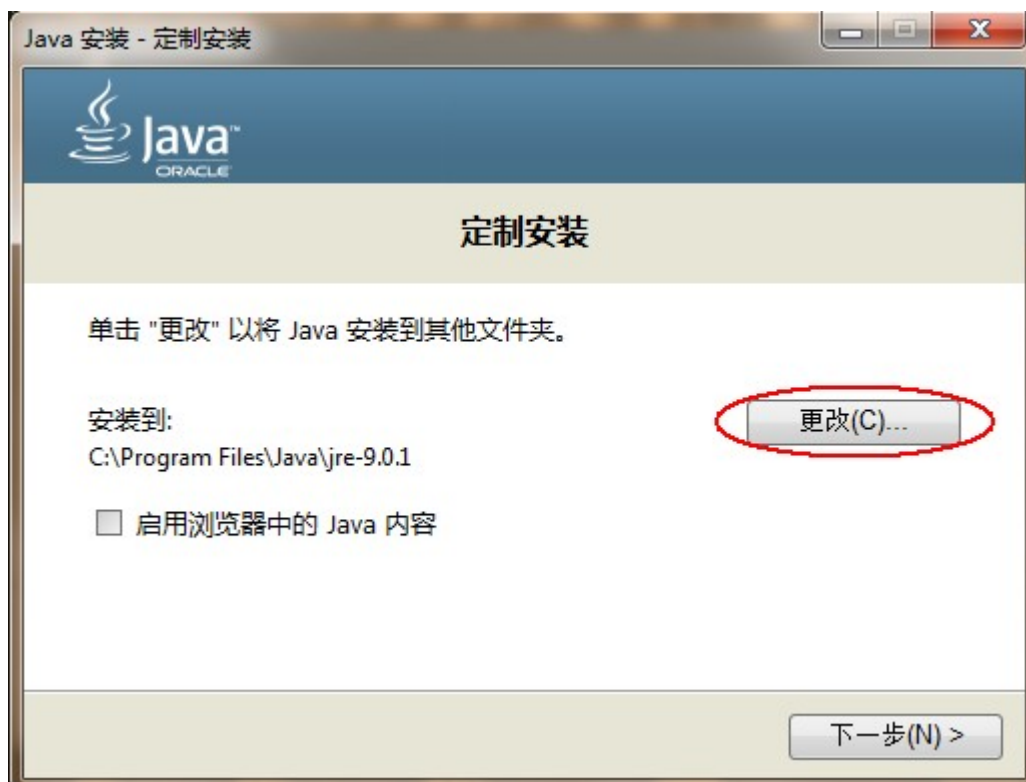 Java 安装 - 定制安装
Java™
ORACLE
定制安装
单击 "更改" 以将 Java 安装到其他文件夹。
安装到:
更改(C)...
C:\Program Files\Java\jre-9.0.1
启用浏览器中的 Java 内容
下一步(N) >